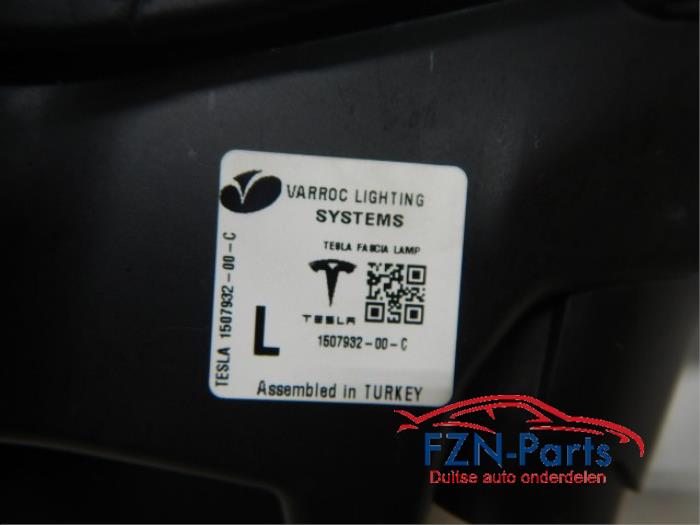 VARROC LIGHTING
SYSTEMS
TESLA FASCIA LAMP
TESLA
L
1507932-00-C
Assembled in TURKEY
TESLA 1507932-00-C
FZN-Parts
Duitse auto onderdelen